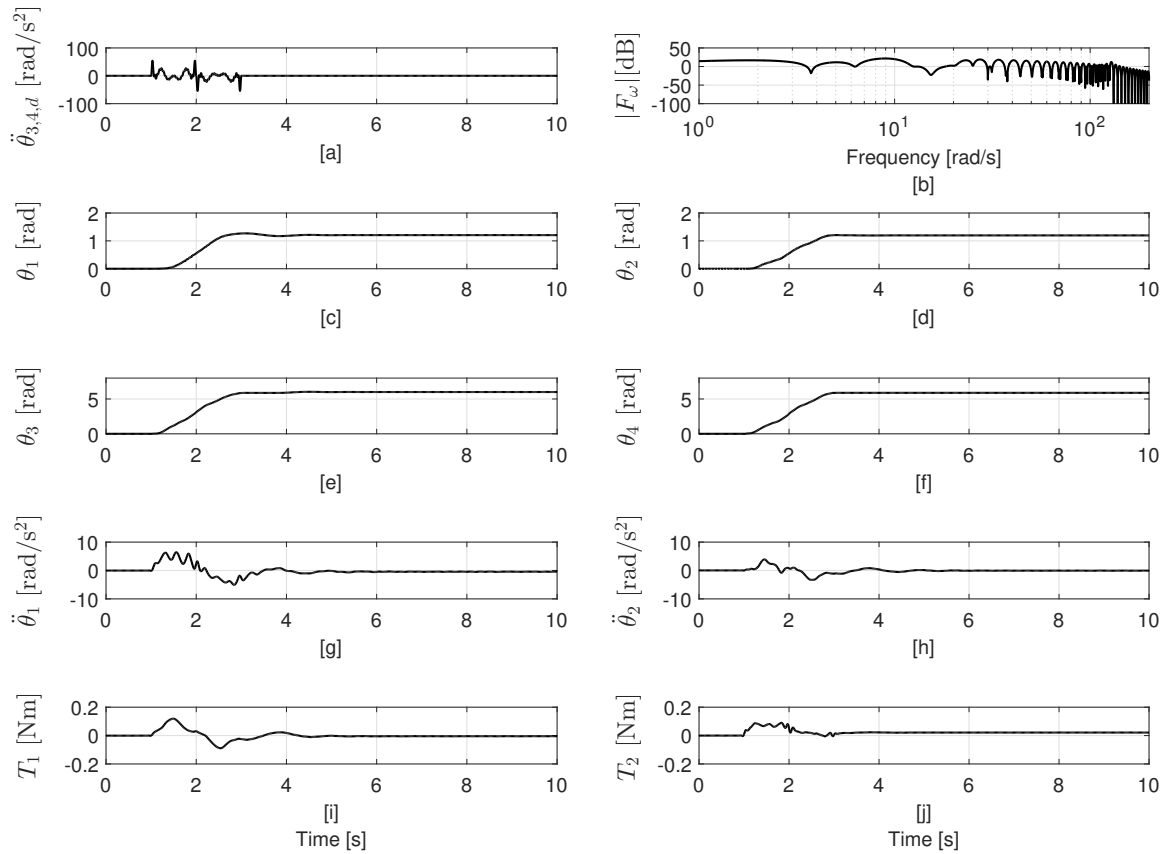 θ̈₃,₄,d [rad/s²]
100
0
-100
0 2 4 6 8 10
[a]
|F_ω| [dB]
50
0
-50
-100
10⁰ 10¹ 10²
Frequency [rad/s]
[b]
θ₁ [rad]
2
1
0
0 2 4 6 8 10
[c]
θ₂ [rad]
2
1
0
0 2 4 6 8 10
[d]
θ₃ [rad]
5
0
0 2 4 6 8 10
[e]
θ₄ [rad]
5
0
0 2 4 6 8 10
[f]
θ̈₁ [rad/s²]
10
0
-10
0 2 4 6 8 10
[g]
θ̈₂ [rad/s²]
10
0
-10
0 2 4 6 8 10
[h]
T₁ [Nm]
0.2
0
-0.2
0 2 4 6 8 10
[i]
Time [s]
T₂ [Nm]
0.2
0
-0.2
0 2 4 6 8 10
[j]
Time [s]